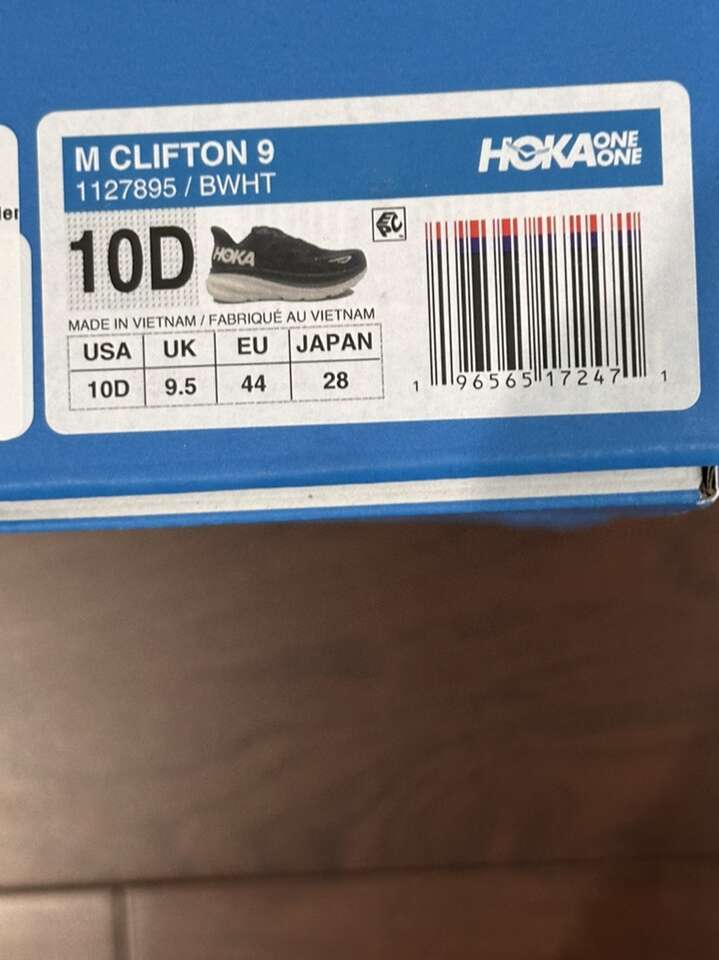 M CLIFTON 9
1127895 / BWHT
HOKA ONE ONE
10D
HOKA
MADE IN VIETNAM / FABRIQUÉ AU VIETNAM
USA UK EU JAPAN
10D 9.5 44 28
1 96565 17247 1